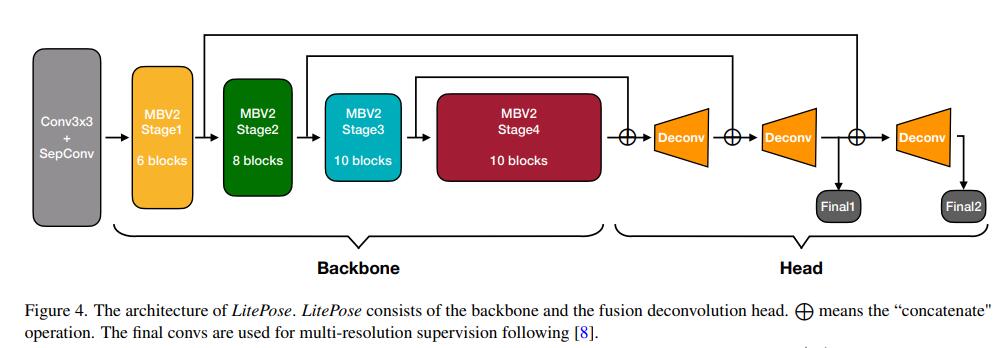 Conv3x3
+
SepConv
MBV2
Stage1
6 blocks
MBV2
Stage2
8 blocks
MBV2
Stage3
10 blocks
MBV2
Stage4
10 blocks
Deconv
Deconv
Deconv
Final1
Final2
Backbone
Head
Figure 4. The architecture of LitePose. LitePose consists of the backbone and the fusion deconvolution head. ⊕ means the “concatenate"
operation. The final convs are used for multi-resolution supervision following [8].